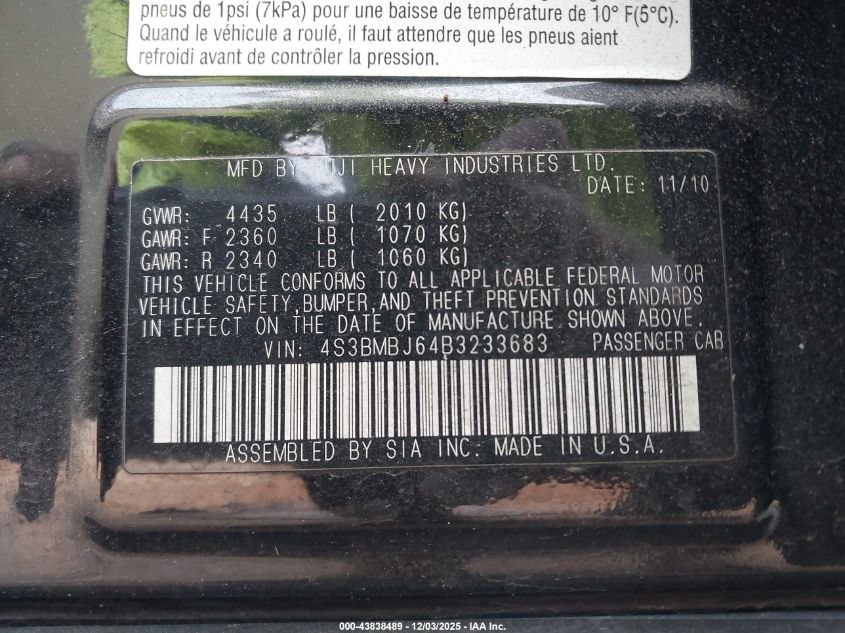 pneus de 1psi (7kPa) pour une baisse de température de 10° F(5°C).
Quand le véhicule a roulé, il faut attendre que les pneus aient
refroidi avant de contrôler la pression.
MFD BY FUJI HEAVY INDUSTRIES LTD.
DATE: 11/10
GVWR: 4435 LB ( 2010 KG)
GAWR: F 2360 LB ( 1070 KG)
GAWR: R 2340 LB ( 1060 KG)
THIS VEHICLE CONFORMS TO ALL APPLICABLE FEDERAL MOTOR
VEHICLE SAFETY, BUMPER, AND THEFT PREVENTION STANDARDS
IN EFFECT ON THE DATE OF MANUFACTURE SHOWN ABOVE.
VIN: 4S3BMBJ64B3233683 PASSENGER CAR
ASSEMBLED BY SIA INC. MADE IN U.S.A.
000-43838489 - 12/03/2025 - IAA Inc.